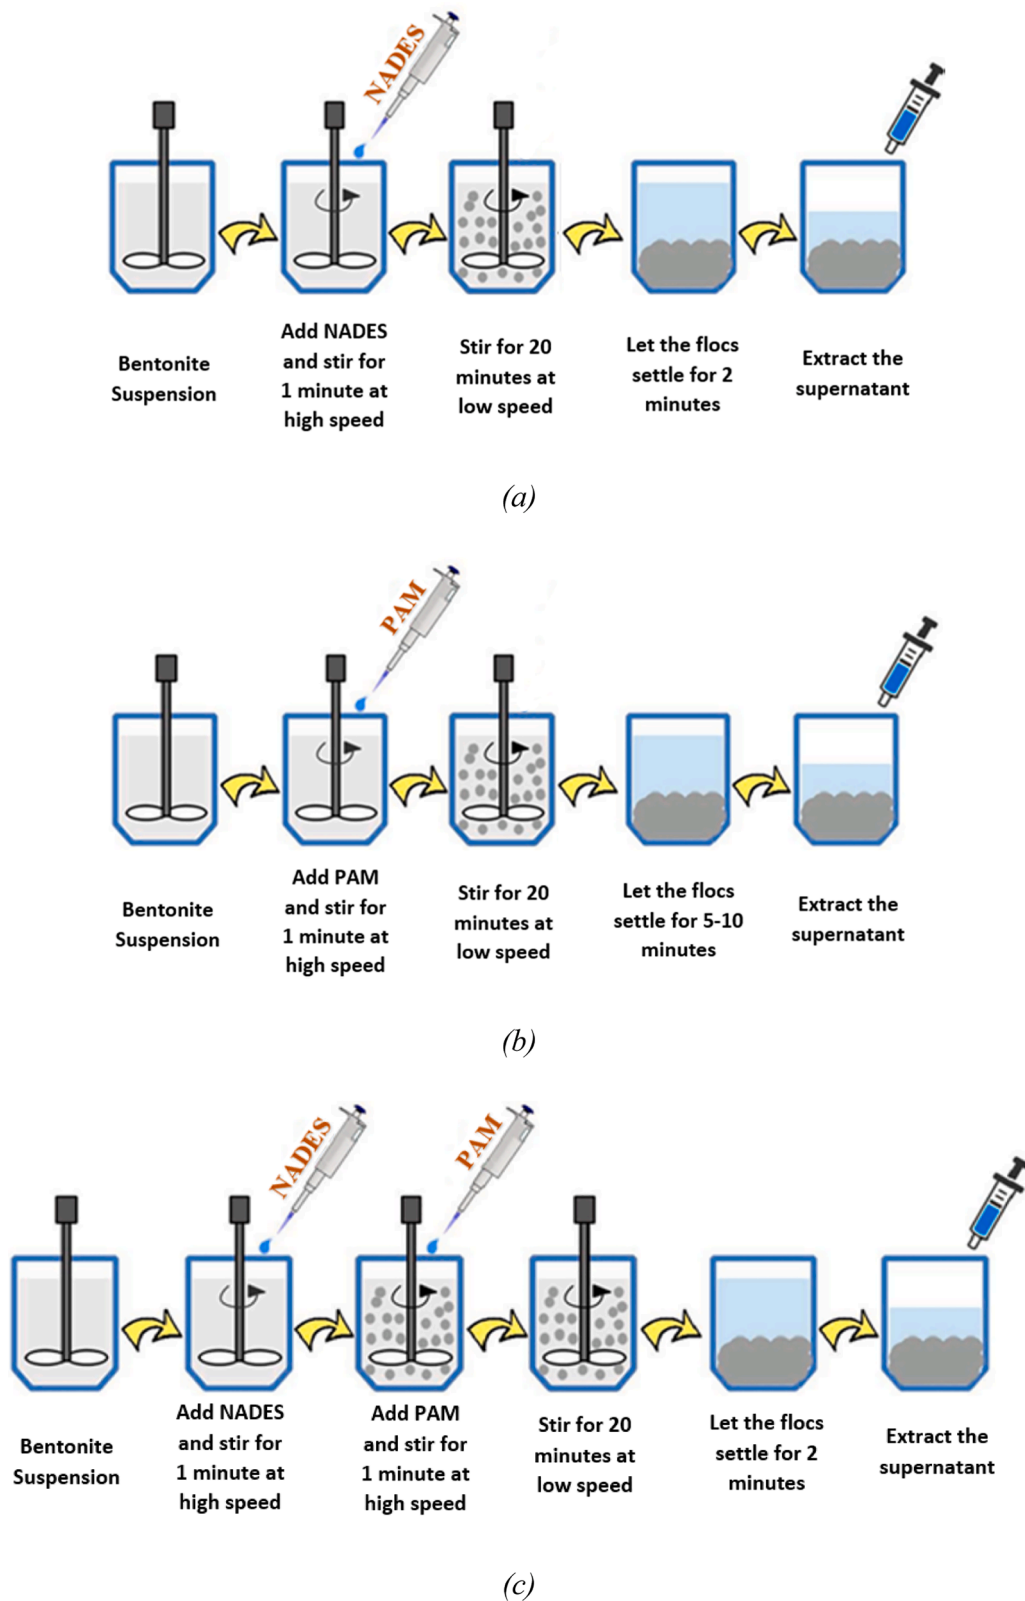 NADES
Bentonite
Suspension
Add NADES
and stir for
1 minute at
high speed
Stir for 20
minutes at
low speed
Let the flocs
settle for 2
minutes
Extract the
supernatant
(a)
PAM
Bentonite
Suspension
Add PAM
and stir for
1 minute at
high speed
Stir for 20
minutes at
low speed
Let the flocs
settle for 5-10
minutes
Extract the
supernatant
(b)
NADES
PAM
Bentonite
Suspension
Add NADES
and stir for
1 minute at
high speed
Add PAM
and stir for
1 minute at
high speed
Stir for 20
minutes at
low speed
Let the flocs
settle for 2
minutes
Extract the
supernatant
(c)